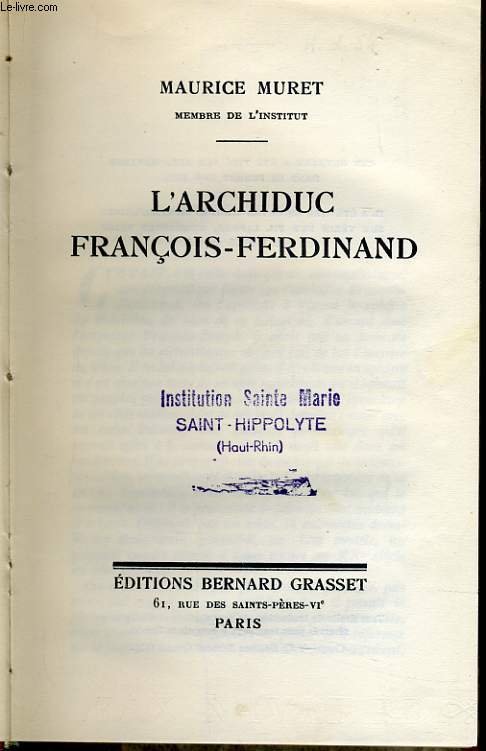 Le-livre.com
MAURICE MURET
MEMBRE DE L'INSTITUT
L'ARCHIDUC
FRANÇOIS-FERDINAND
Institution Sainte Marie
SAINT-HIPPOLYTE
(Haut-Rhin)
ÉDITIONS BERNARD GRASSET
61, RUE DES SAINTS-PÈRES-VIᵉ
PARIS